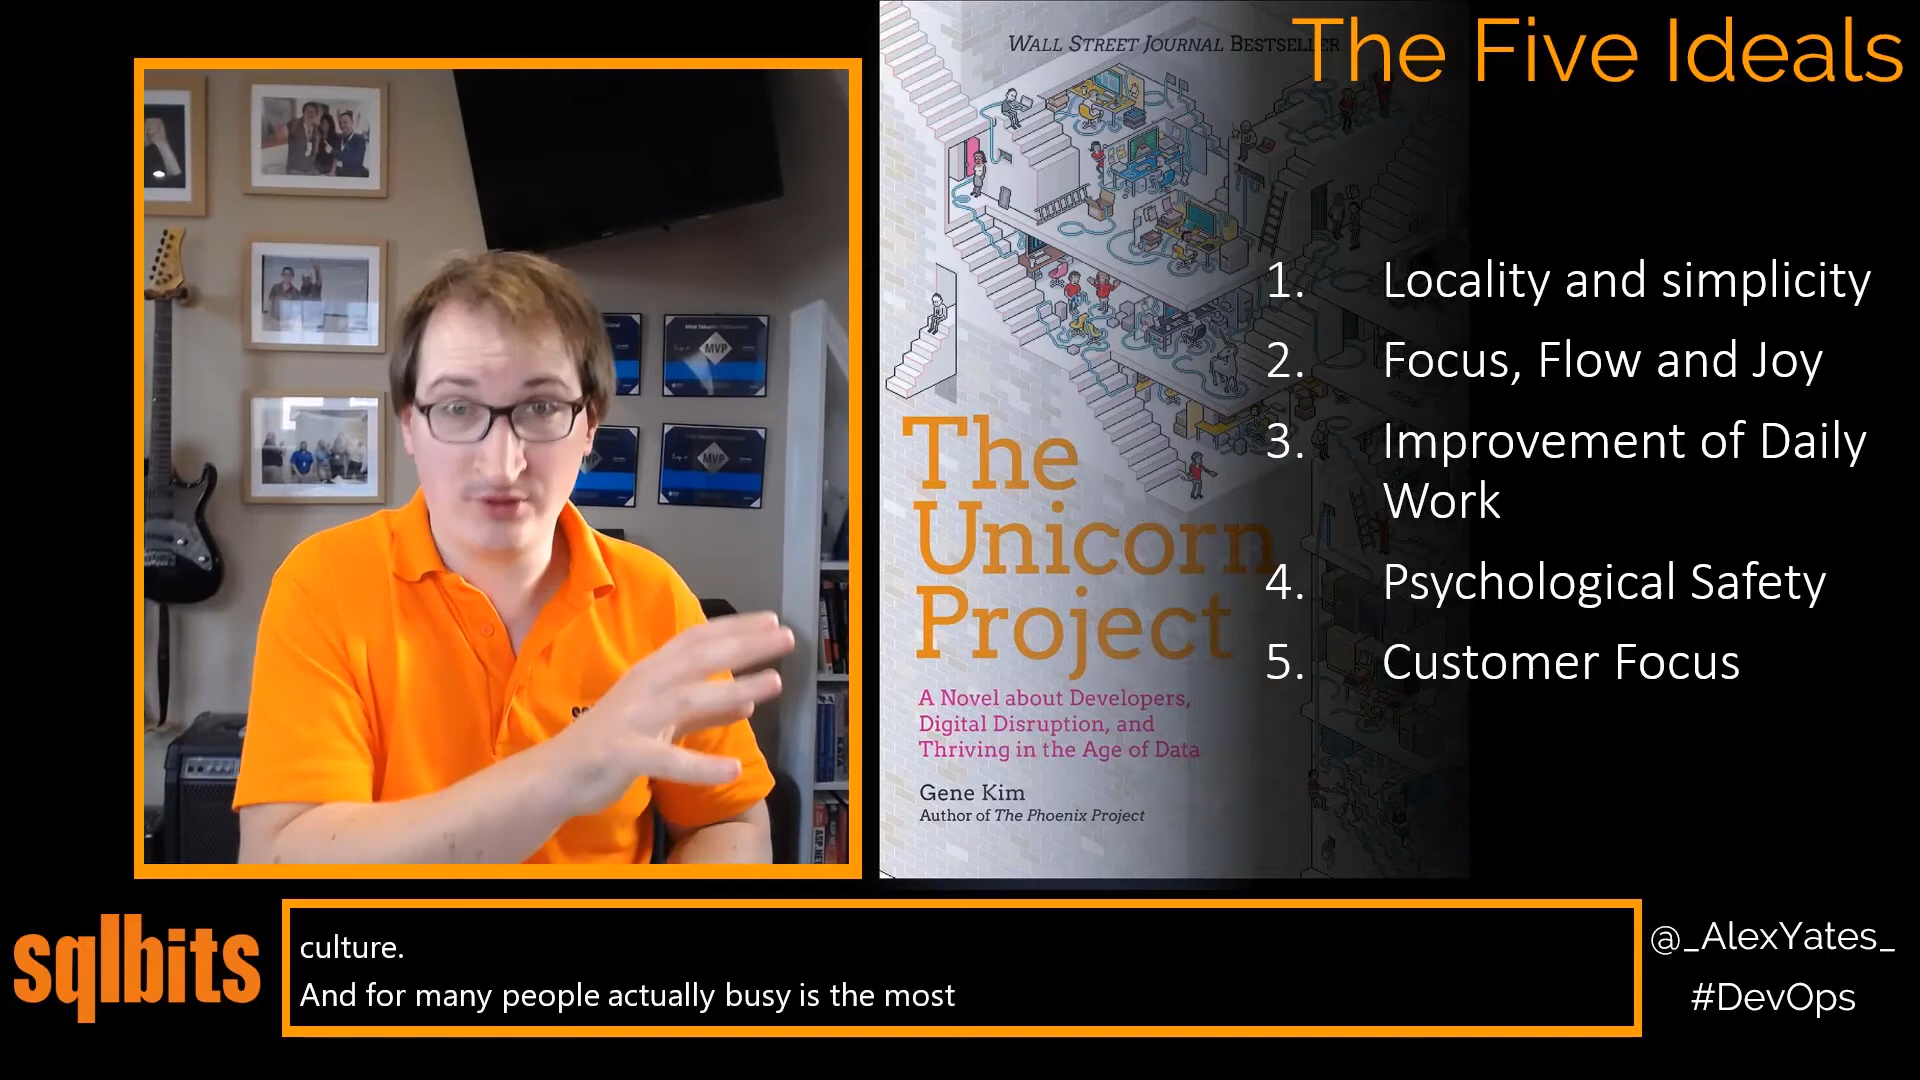 WALL STREET JOURNAL BESTSELLER
The Five Ideals
MVP
MVP
MVP
The
Unicorn
Project
A Novel about Developers,
Digital Disruption, and
Thriving in the Age of Data
Gene Kim
Author of The Phoenix Project
1. Locality and simplicity
2. Focus, Flow and Joy
3. Improvement of Daily
Work
4. Psychological Safety
5. Customer Focus
sqlbits
culture.
And for many people actually busy is the most
@_AlexYates_
#DevOps